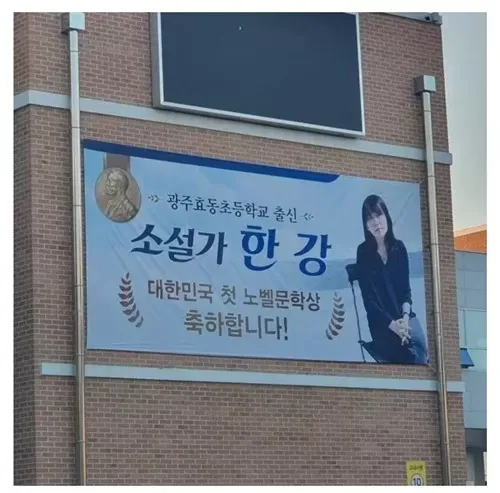 광주효동초등학교 출신
소설가 한 강
대한민국 첫 노벨문학상
축하합니다!
10